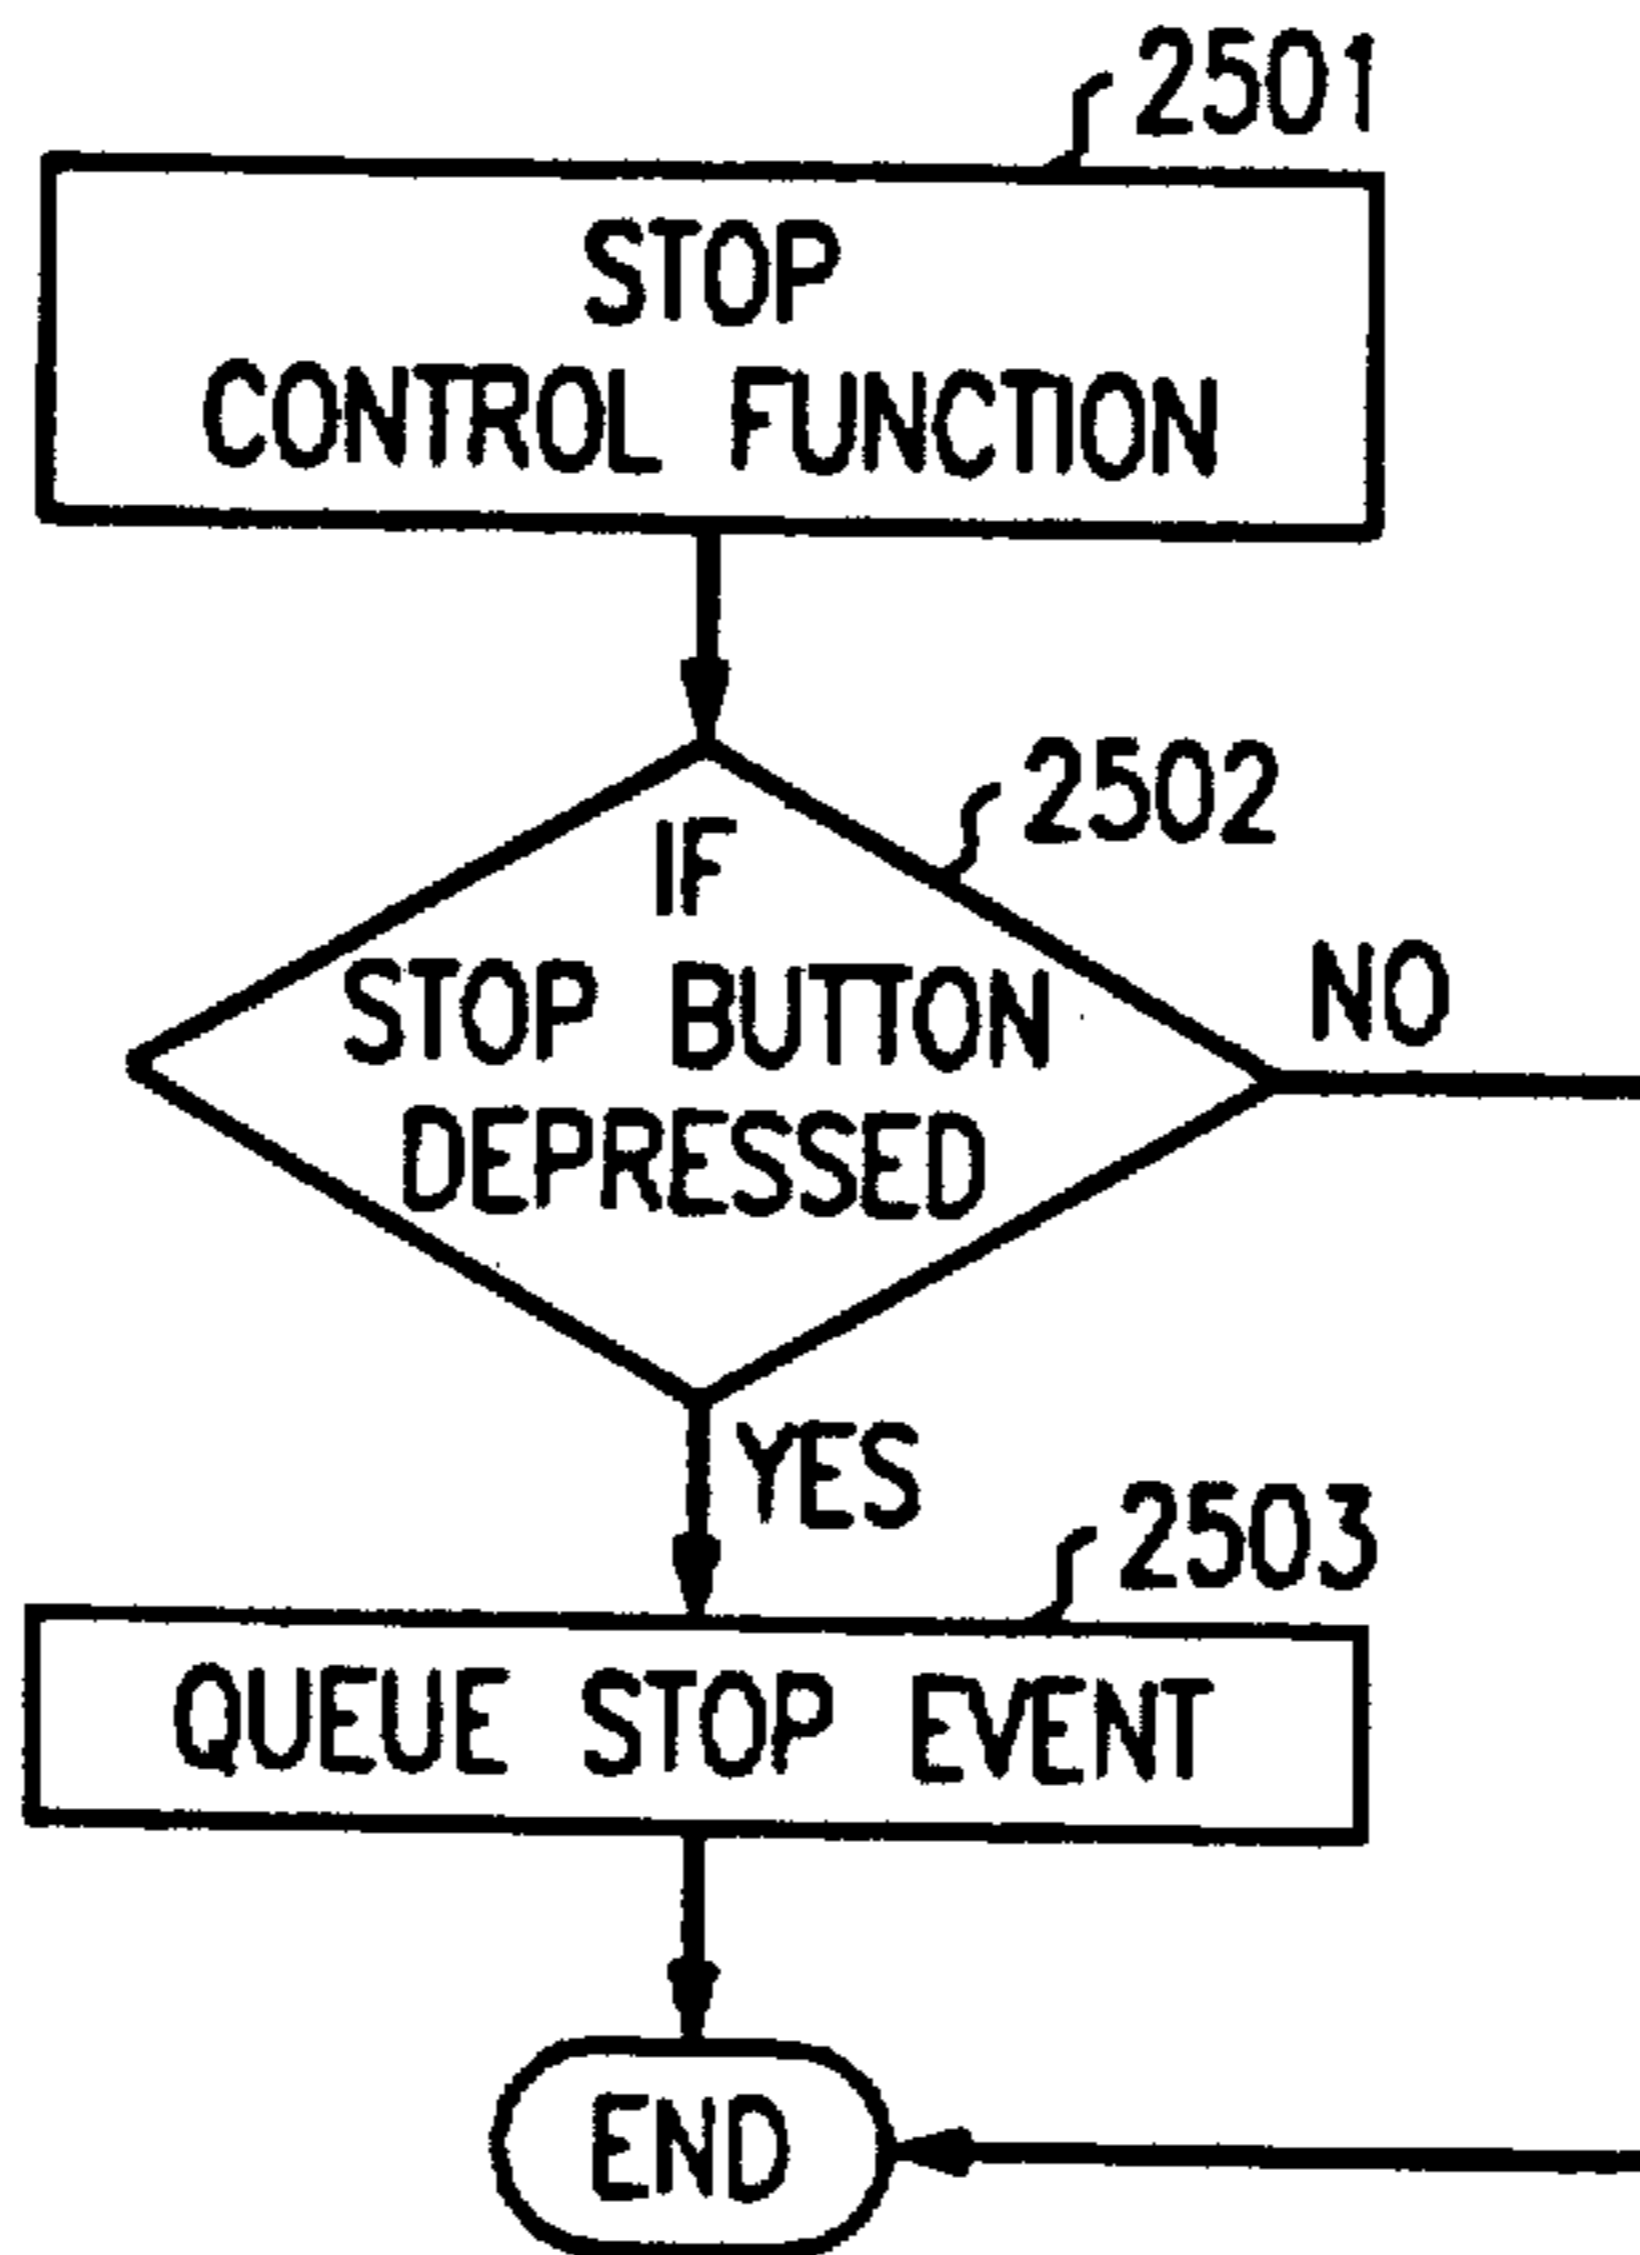 2501
STOP
CONTROL FUNCTION
2502
IF
STOP BUTTON
DEPRESSED
NO
YES
2503
QUEUE STOP EVENT
END